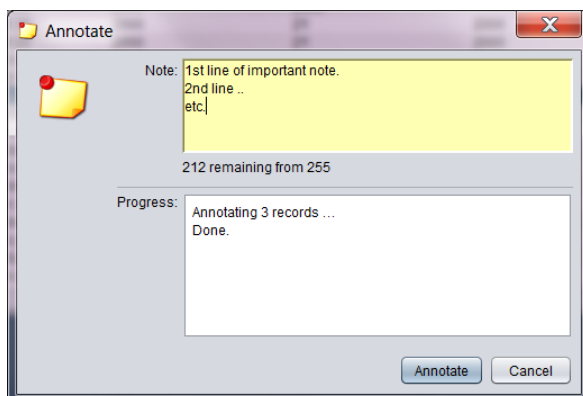 Annotate
Note:
1st line of important note.
2nd line ..
etc.
212 remaining from 255
Progress:
Annotating 3 records ...
Done.
Annotate
Cancel